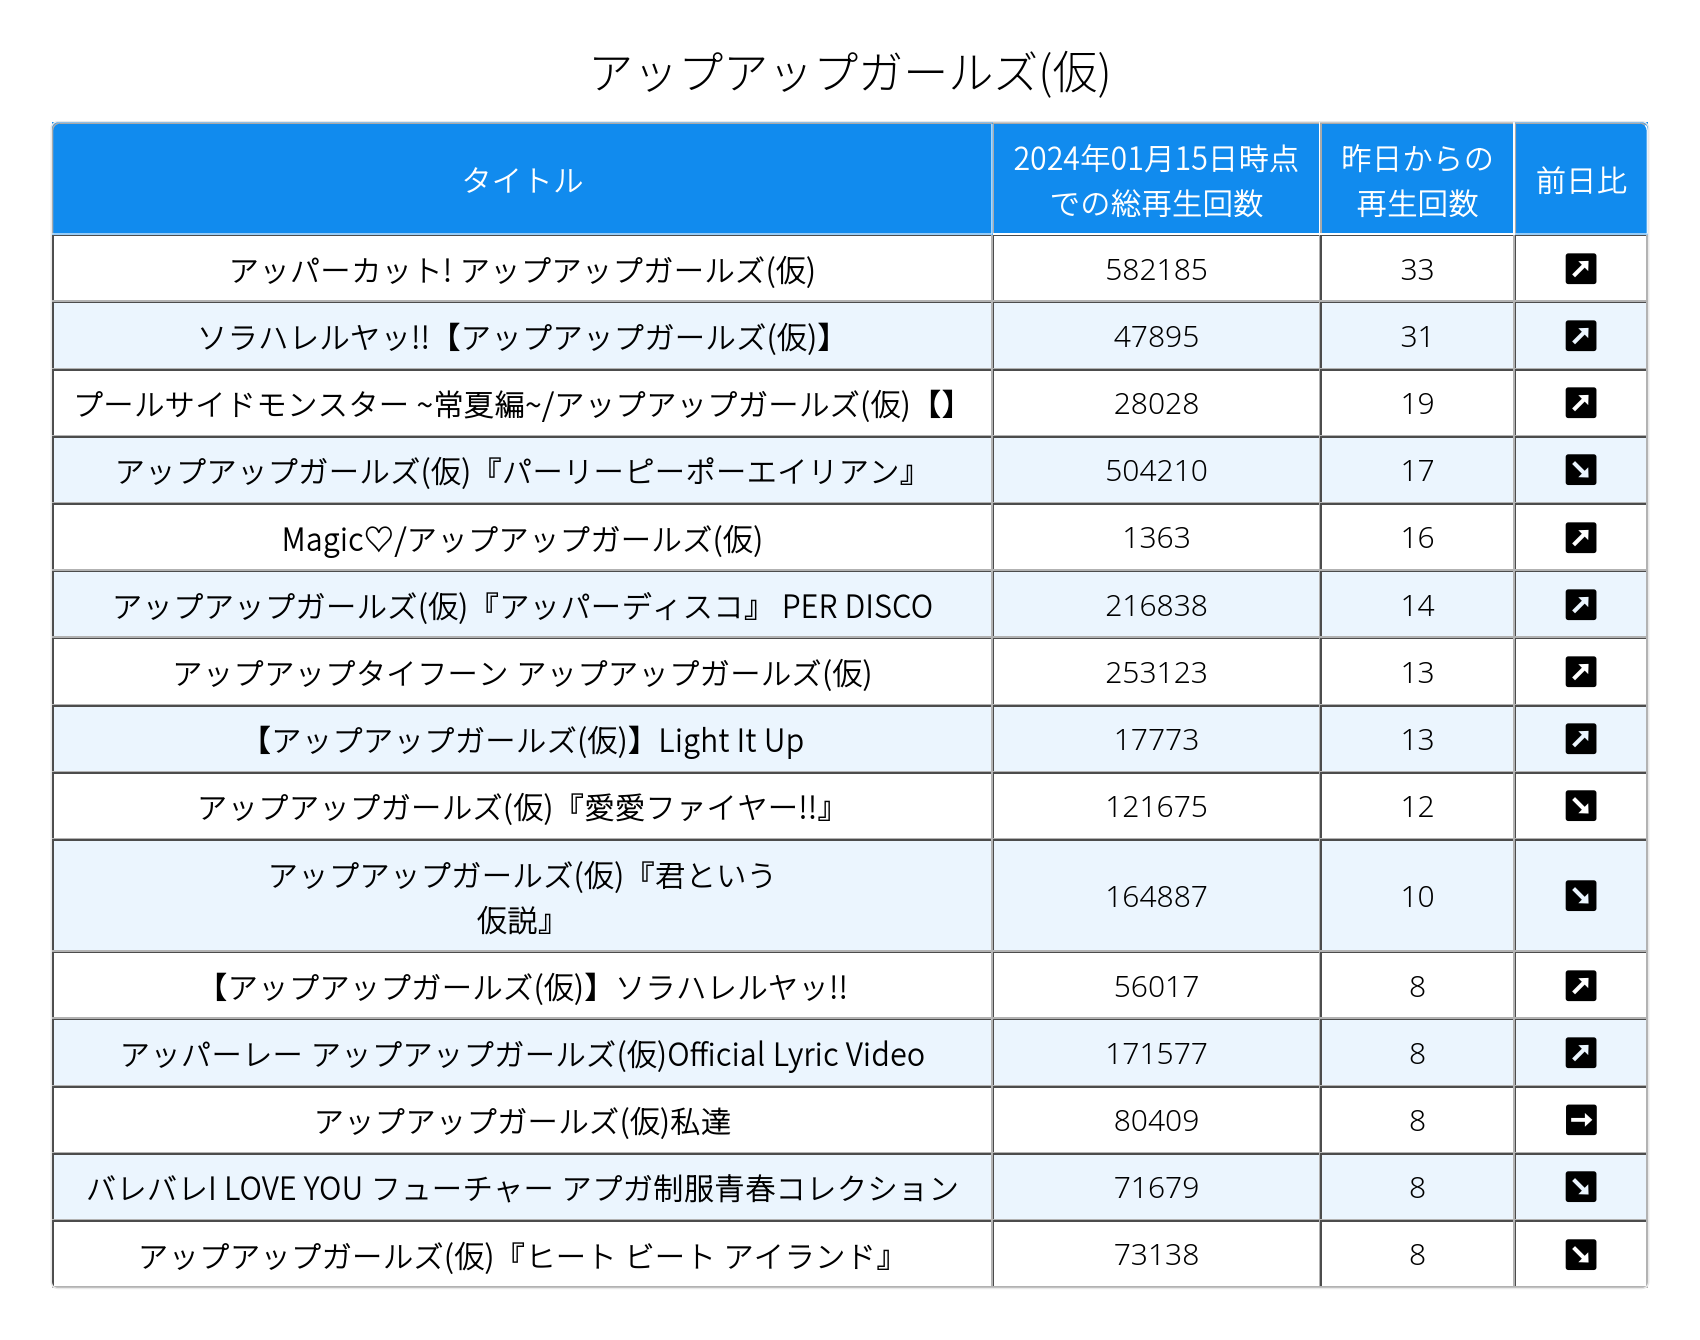 アップアップガールズ(仮)
タイトル 2024年01月15日時点での総再生回数 昨日からの再生回数 前日比
アッパーカット! アップアップガールズ(仮) 582185 33 ↗
ソラハレルヤッ!!【アップアップガールズ(仮)】 47895 31 ↗
プールサイドモンスター ~常夏編~/アップアップガールズ(仮)【】 28028 19 ↗
アップアップガールズ(仮)『パーリーピーポーエイリアン』 504210 17 ↘
Magic♡/アップアップガールズ(仮) 1363 16 ↗
アップアップガールズ(仮)『アッパーディスコ』 PER DISCO 216838 14 ↗
アップアップタイフーン アップアップガールズ(仮) 253123 13 ↗
【アップアップガールズ(仮)】Light It Up 17773 13 ↗
アップアップガールズ(仮)『愛愛ファイヤー!!』 121675 12 ↘
アップアップガールズ(仮)『君という
仮説』 164887 10 ↘
【アップアップガールズ(仮)】ソラハレルヤッ!! 56017 8 ↗
アッパーレー アップアップガールズ(仮)Official Lyric Video 171577 8 ↗
アップアップガールズ(仮)私達 80409 8 →
バレバレI LOVE YOU フューチャー アプガ制服青春コレクション 71679 8 ↘
アップアップガールズ(仮)『ヒート ビート アイランド』 73138 8 ↘